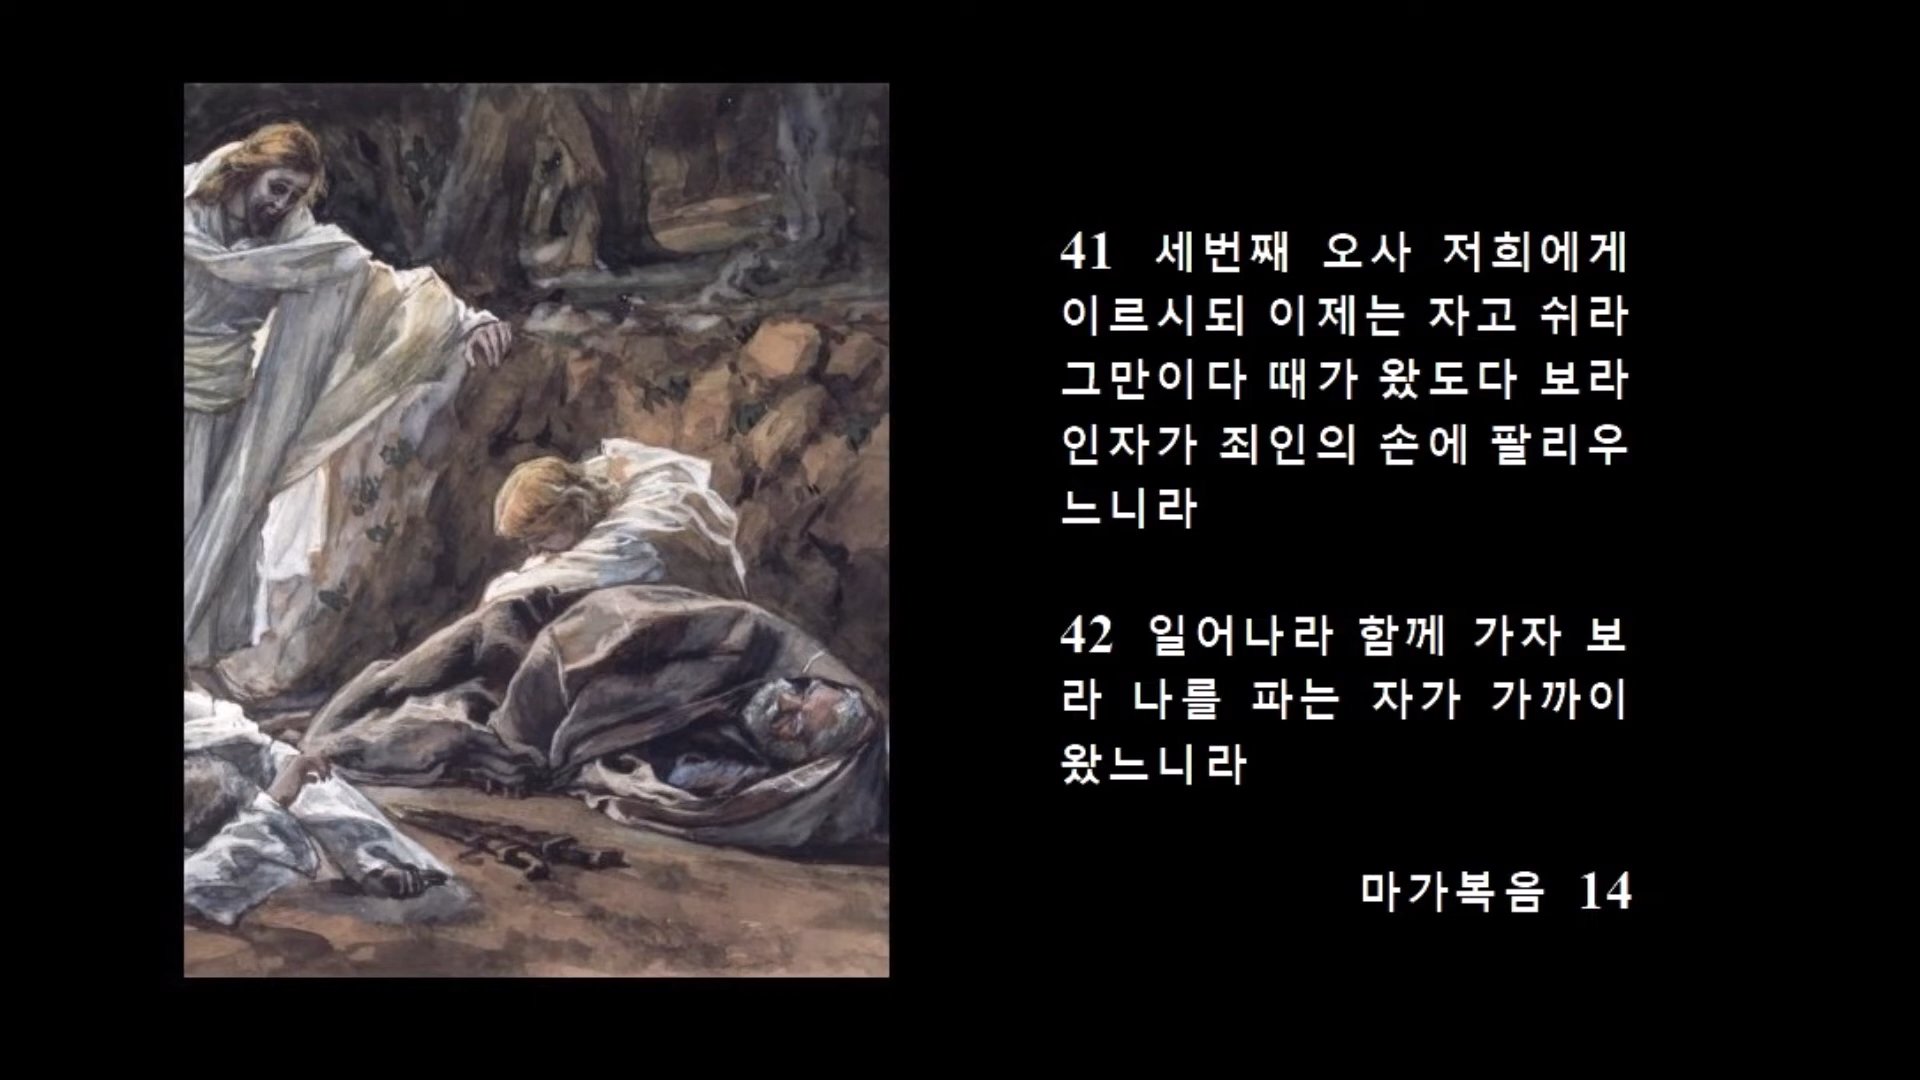 41 세번째 오사 저희에게
이르시되 이제는 자고 쉬라
그만이다 때가 왔도다 보라
인자가 죄인의 손에 팔리우
느니라
42 일어나라 함께 가자 보
라 나를 파는 자가 가까이
왔느니라
마가복음 14